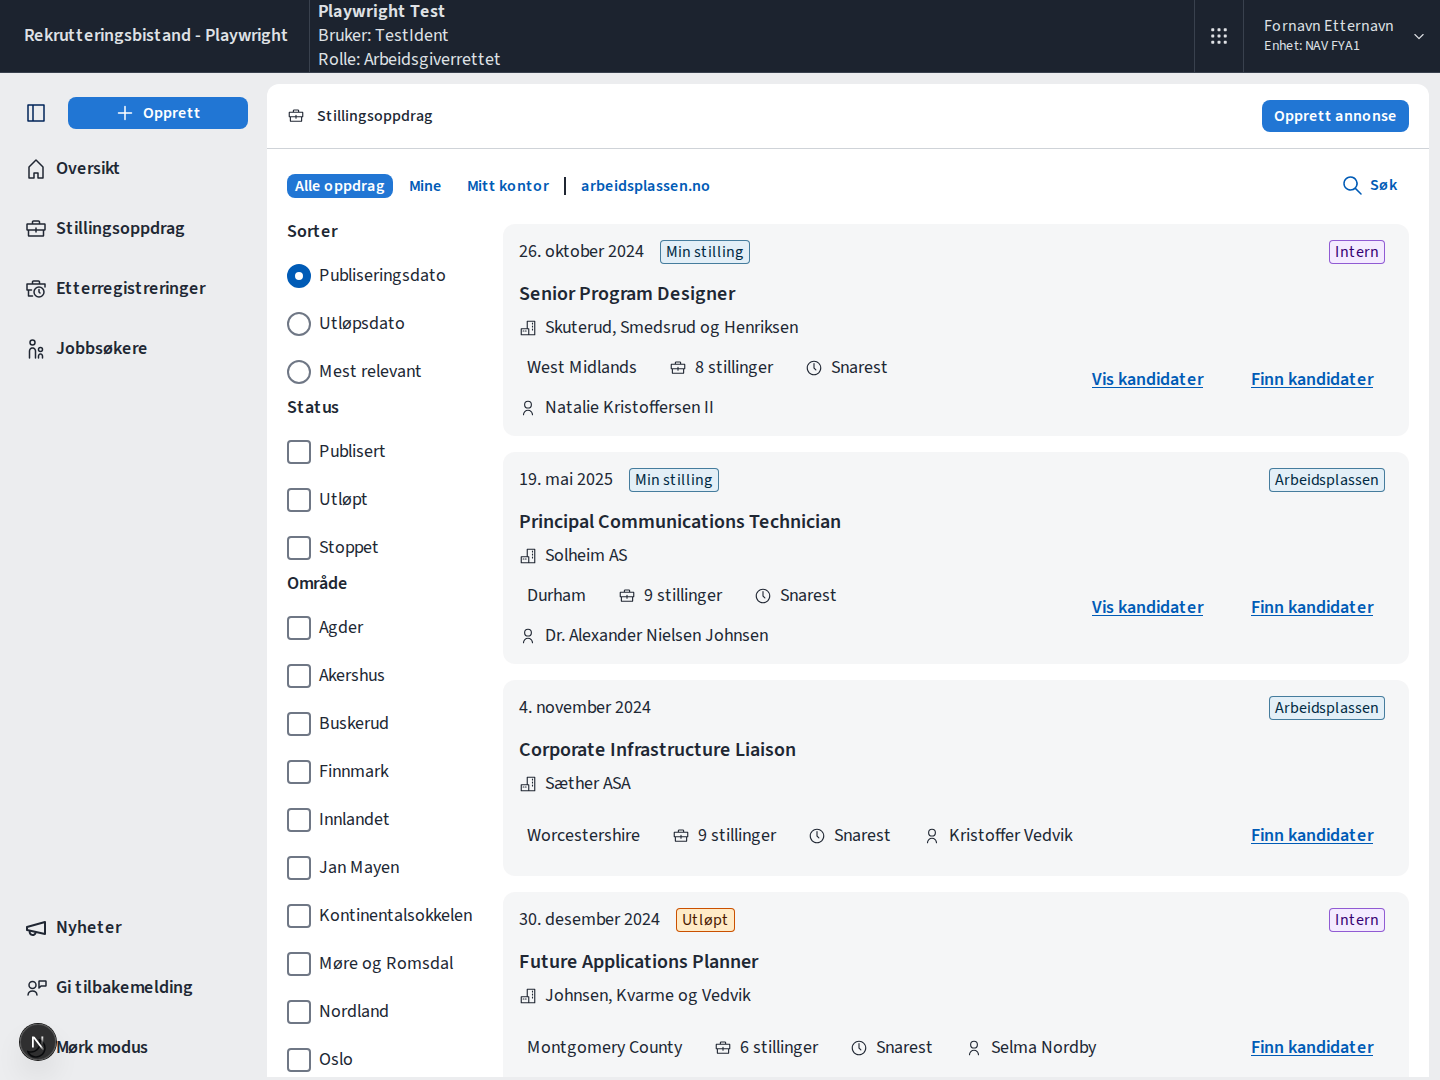 Rekrutteringsbistand - Playwright
Playwright Test
Bruker: TestIdent
Rolle: Arbeidsgiverrettet
Fornavn Etternavn
Enhet: NAV FYA1
Opprett
Oversikt
Stillingsoppdrag
Etterregistreringer
Jobbsøkere
Nyheter
Gi tilbakemelding
N
Mørk modus
Stillingsoppdrag
Opprett annonse
Alle oppdrag
Mine
Mitt kontor
arbeidsplassen.no
Søk
Sorter
Publiseringsdato
Utløpsdato
Mest relevant
Status
Publisert
Utløpt
Stoppet
Område
Agder
Akershus
Buskerud
Finnmark
Innlandet
Jan Mayen
Kontinentalsokkelen
Møre og Romsdal
Nordland
Oslo
26. oktober 2024 Min stilling Intern
Senior Program Designer
Skuterud, Smedsrud og Henriksen
West Midlands 8 stillinger Snarest
Natalie Kristoffersen II
Vis kandidater Finn kandidater
19. mai 2025 Min stilling Arbeidsplassen
Principal Communications Technician
Solheim AS
Durham 9 stillinger Snarest
Dr. Alexander Nielsen Johnsen
Vis kandidater Finn kandidater
4. november 2024 Arbeidsplassen
Corporate Infrastructure Liaison
Sæther ASA
Worcestershire 9 stillinger Snarest Kristoffer Vedvik Finn kandidater
30. desember 2024 Utløpt Intern
Future Applications Planner
Johnsen, Kvarme og Vedvik
Montgomery County 6 stillinger Snarest Selma Nordby Finn kandidater